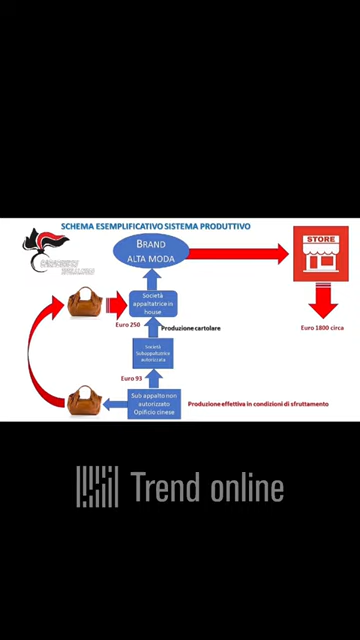 SCHEMA ESEMPLIFICATIVO SISTEMA PRODUTTIVO
BRAND
ALTA MODA
STORE
Società
appaltatrice in
house
Euro 250
Produzione cartolare
Euro 1800 circa
Società
Subappaltatrice
autorizzata
Euro 93
Sub appalto non
autorizzato
Opificio cinese
Produzione effettiva in condizioni di sfruttamento
Trend online